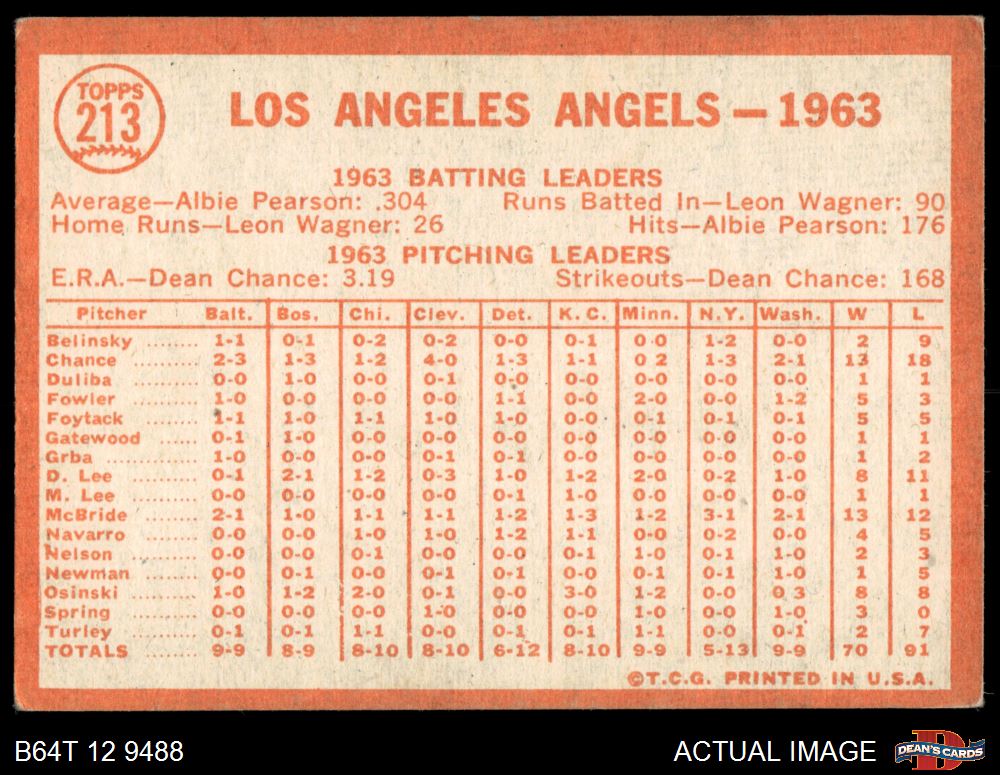 TOPPS
213
LOS ANGELES ANGELS — 1963
1963 BATTING LEADERS
Average—Albie Pearson: .304 Runs Batted In—Leon Wagner: 90
Home Runs—Leon Wagner: 26 Hits—Albie Pearson: 176
1963 PITCHING LEADERS
E.R.A.—Dean Chance: 3.19 Strikeouts—Dean Chance: 168
Pitcher Balt. Bos. Chi. Clev. Det. K.C. Minn. N.Y. Wash. W L
Belinsky ........ 1-1 0-1 0-2 0-2 0-0 0-1 0 0 1-2 0-0 2 9
Chance ........ 2-3 1-3 1-2 4-0 1-3 1-1 0 2 1-3 2-1 13 18
Duliba ........ 0-0 1-0 0-0 0-1 0-0 0-0 0-0 0-0 0-0 1 1
Fowler ........ 1-0 0-0 0-0 0-0 1-1 0-0 2-0 0-0 1-2 5 3
Foytack ....... 1-1 1-0 1-1 1-0 1-0 0-0 0-1 0-1 0-1 5 5
Gatewood ...... 0-1 1-0 0-0 0-0 0-0 0-0 0-0 0-0 0-0 1 1
Grba ............. 1-0 0-0 0-0 0-1 0-1 0-0 0-0 0-0 0-0 1 2
D. Lee .......... 0-1 2-1 1-2 0-3 1-0 1-2 2-0 0-2 1-0 8 11
M. Lee .......... 0-0 0-0 0-0 0-0 0-1 1-0 0-0 0-0 0-0 1 1
McBride ........ 2-1 1-0 1-1 1-1 1-2 1-3 1-2 3-1 2-1 13 12
Navarro ........ 0-0 0-0 1-0 1-0 1-2 1-1 0-0 0-2 0-0 4 5
Nelson .......... 0-0 0-0 0-1 0-0 0-0 0-1 1-0 0-1 1-0 2 3
Newman ........ 0-0 0-1 0-0 0-1 0-1 0-0 0-1 0-1 1-0 1 5
Osinski ......... 1-0 1-2 2-0 0-1 0-0 3-0 1-2 0-0 0 3 8 8
Spring .......... 0-0 0-0 0-0 1-0 0-0 0-0 1-0 0-0 1-0 3 0
Turley .......... 0-1 0-1 1-1 0-0 0-1 0-1 1-1 0-0 0-1 2 7
TOTALS ........ 9-9 8-9 8-10 8-10 6-12 8-10 9-9 5-13 9-9 70 91
©T.C.G. PRINTED IN U.S.A.
B64T 12 9488 ACTUAL IMAGE DEAN'S CARDS